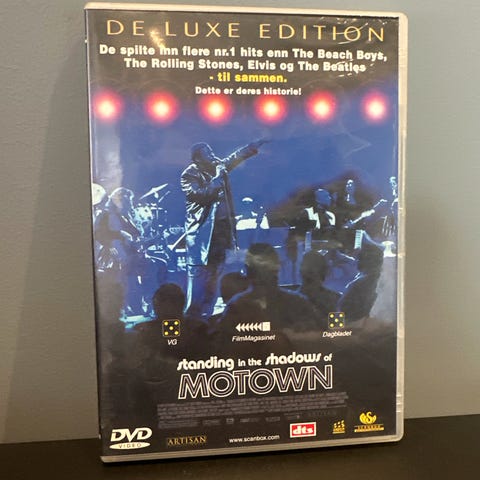 DE LUXE EDITION
De spilte inn flere nr.1 hits enn The Beach Boys,
The Rolling Stones, Elvis og The Beatles
- til sammen.
Dette er deres historie!
VG
FilmMagasinet
Dagbladet
standing in the shadows of
MOTOWN
DVD
VIDEO
ARTISAN
www.scanbox.com
dts
SCANBOX